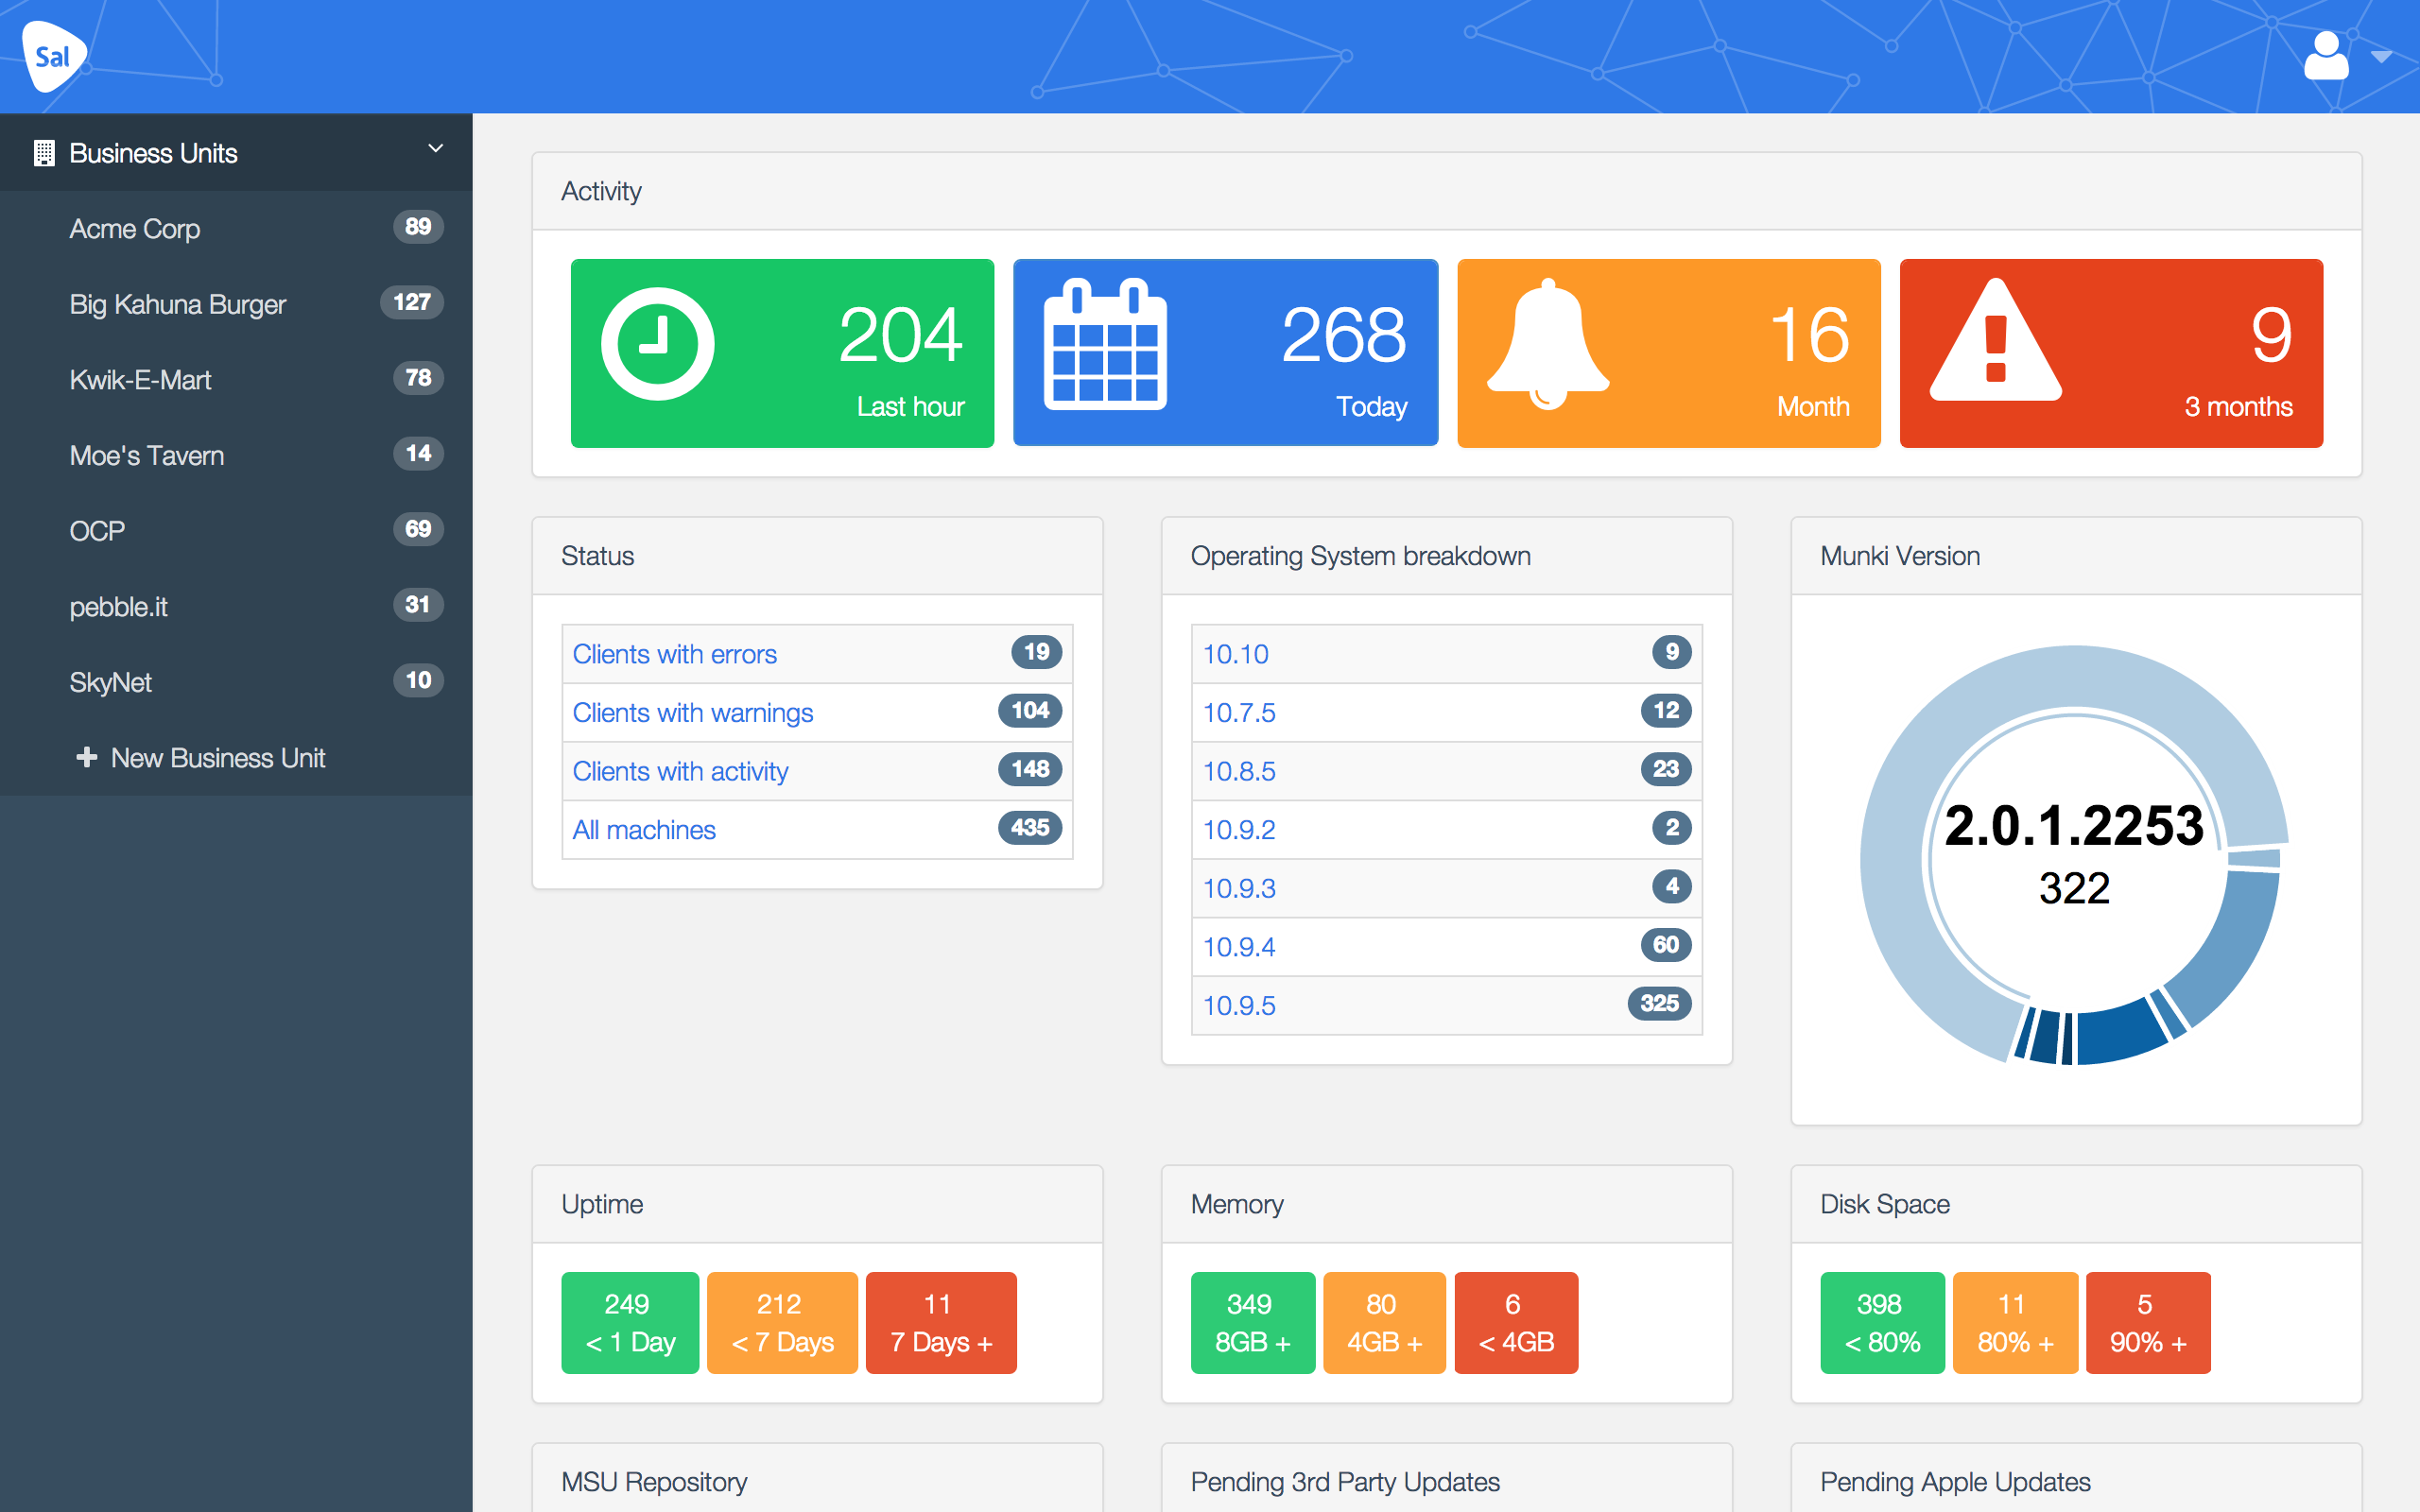 Sal
Business Units
Acme Corp 89
Big Kahuna Burger 127
Kwik-E-Mart 78
Moe's Tavern 14
OCP 69
pebble.it 31
SkyNet 10
New Business Unit
Activity
204
Last hour
268
Today
16
Month
9
3 months
Status
Clients with errors 19
Clients with warnings 104
Clients with activity 148
All machines 435
Operating System breakdown
10.10 9
10.7.5 12
10.8.5 23
10.9.2 2
10.9.3 4
10.9.4 60
10.9.5 325
Munki Version
2.0.1.2253
322
Uptime
249
< 1 Day
212
< 7 Days
11
7 Days +
Memory
349
8GB +
80
4GB +
6
< 4GB
Disk Space
398
< 80%
11
80% +
5
90% +
MSU Repository
Pending 3rd Party Updates
Pending Apple Updates